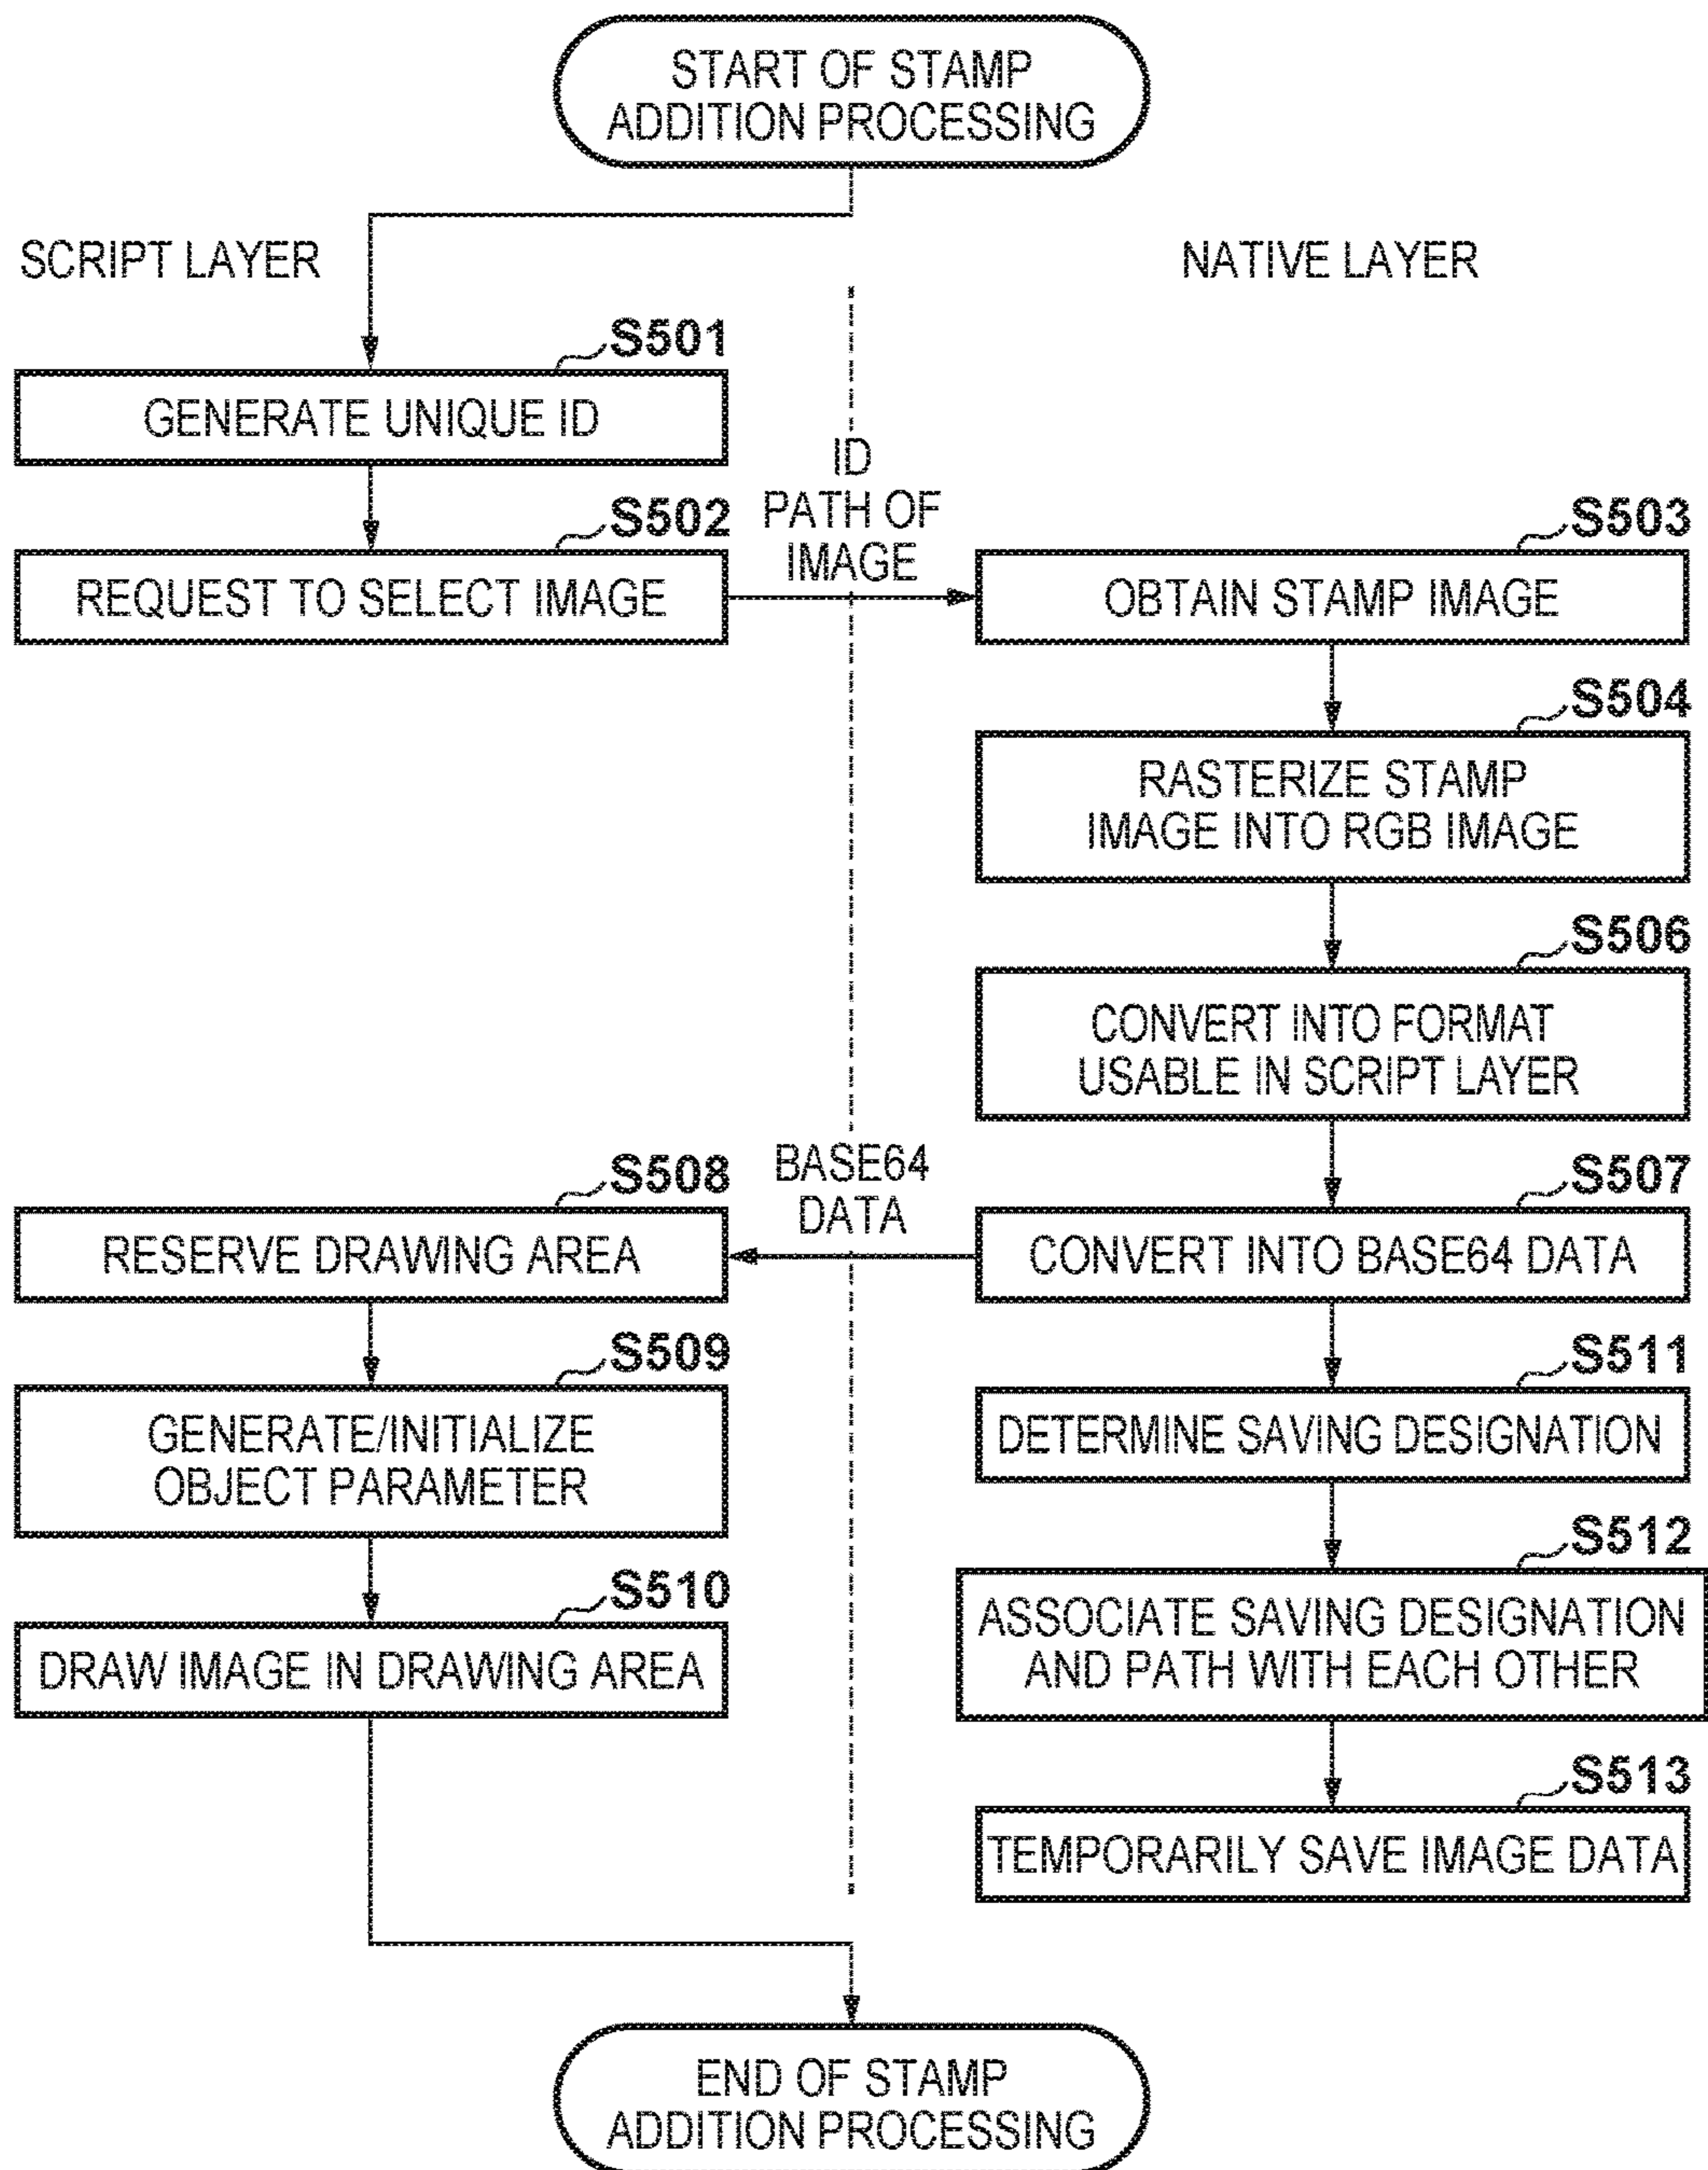 START OF STAMP
ADDITION PROCESSING
SCRIPT LAYER
NATIVE LAYER
S501
GENERATE UNIQUE ID
S502
REQUEST TO SELECT IMAGE
ID
PATH OF
IMAGE
S503
OBTAIN STAMP IMAGE
S504
RASTERIZE STAMP
IMAGE INTO RGB IMAGE
S506
CONVERT INTO FORMAT
USABLE IN SCRIPT LAYER
S507
CONVERT INTO BASE64 DATA
BASE64
DATA
S508
RESERVE DRAWING AREA
S509
GENERATE/INITIALIZE
OBJECT PARAMETER
S510
DRAW IMAGE IN DRAWING AREA
S511
DETERMINE SAVING DESIGNATION
S512
ASSOCIATE SAVING DESIGNATION
AND PATH WITH EACH OTHER
S513
TEMPORARILY SAVE IMAGE DATA
END OF STAMP
ADDITION PROCESSING